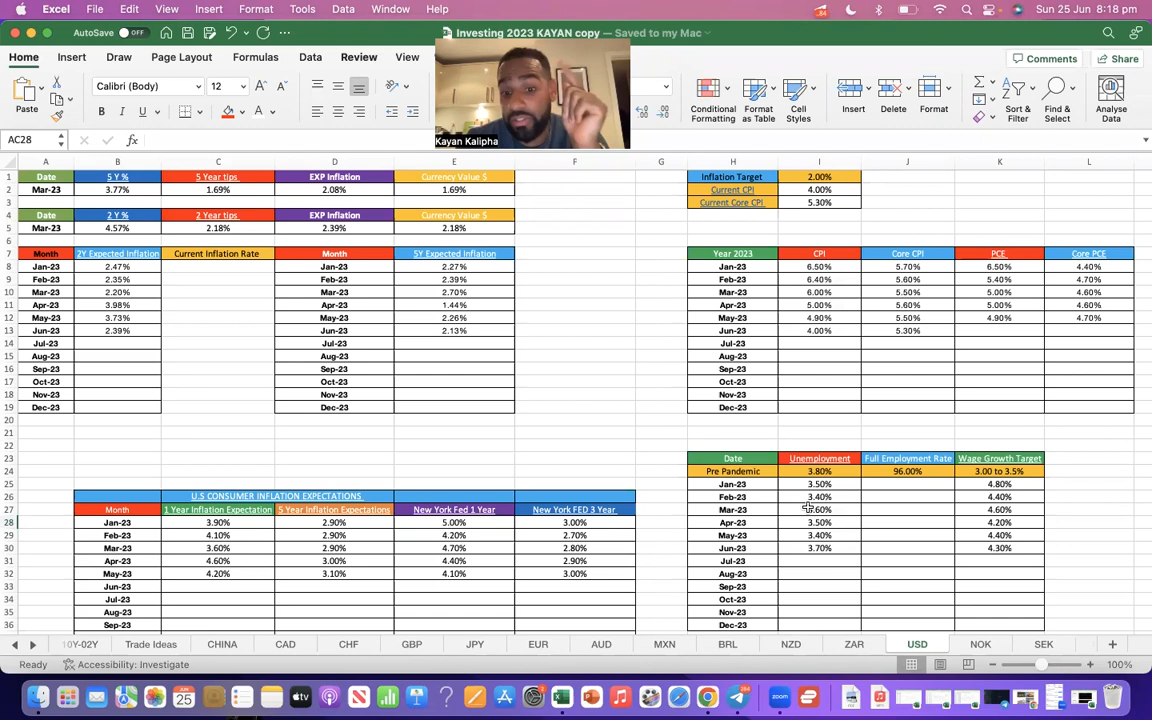 Excel File Edit View Insert Format Tools Data Window Help Sun 25 Jun 8:18 pm
AutoSave OFF Investing 2023 KAYAN copy — Saved to my Mac
Home Insert Draw Page Layout Formulas Data Review View Comments Share
Paste Calibri (Body) 12 Conditional Formatting Format as Table Cell Styles Insert Delete Format Sort & Filter Find & Select Analyse Data
Kayan Kalipha
AC28 fx
A B C D E F G H I J K L
1 Date 5 Y % 5 Year tips EXP Inflation Currency Value $ Inflation Target 2.00%
2 Mar-23 3.77% 1.69% 2.08% 1.69% Current CPI 4.00%
3 Current Core CPI 5.30%
4 Date 2 Y % 2 Year tips EXP Inflation Currency Value $
5 Mar-23 4.57% 2.18% 2.39% 2.18%
6
7 Month 2Y Expected Inflation Current Inflation Rate Month 5Y Expected Inflation Year 2023 CPI Core CPI PCE Core PCE
8 Jan-23 2.47% Jan-23 2.27% Jan-23 6.50% 5.70% 6.50% 4.40%
9 Feb-23 2.35% Feb-23 2.39% Feb-23 6.40% 5.60% 5.40% 4.70%
10 Mar-23 2.20% Mar-23 2.70% Mar-23 6.00% 5.50% 5.00% 4.60%
11 Apr-23 3.98% Apr-23 1.44% Apr-23 5.00% 5.60% 5.00% 4.60%
12 May-23 3.73% May-23 2.26% May-23 4.90% 5.50% 4.90% 4.70%
13 Jun-23 2.39% Jun-23 2.13% Jun-23 4.00% 5.30%
14 Jul-23 Jul-23 Jul-23
15 Aug-23 Aug-23 Aug-23
16 Sep-23 Sep-23 Sep-23
17 Oct-23 Oct-23 Oct-23
18 Nov-23 Nov-23 Nov-23
19 Dec-23 Dec-23 Dec-23
20
21
22
23 Date Unemployment Full Employment Rate Wage Growth Target
24 Pre Pandemic 3.80% 96.00% 3.00 to 3.5%
25 Jan-23 3.50% 4.80%
26 U.S CONSUMER INFLATION EXPECTATIONS Feb-23 3.40% 4.40%
27 Month 1 Year Inflation Expectation 5 Year Inflation Expectations New York Fed 1 Year New York FED 3 Year Mar-23 .60% 4.60%
28 Jan-23 3.90% 2.90% 5.00% 3.00% Apr-23 3.50% 4.20%
29 Feb-23 4.10% 2.90% 4.20% 2.70% May-23 3.40% 4.40%
30 Mar-23 3.60% 2.90% 4.70% 2.80% Jun-23 3.70% 4.30%
31 Apr-23 4.60% 3.00% 4.40% 2.90% Jul-23
32 May-23 4.20% 3.10% 4.10% 3.00% Aug-23
33 Jun-23 Sep-23
34 Jul-23 Oct-23
35 Aug-23 Nov-23
36 Sep-23 Dec-23
10Y-02Y Trade Ideas CHINA CAD CHF GBP JPY EUR AUD MXN BRL NZD ZAR USD NOK SEK
Ready Accessibility: Investigate 100%
JUN 25 tv zoom